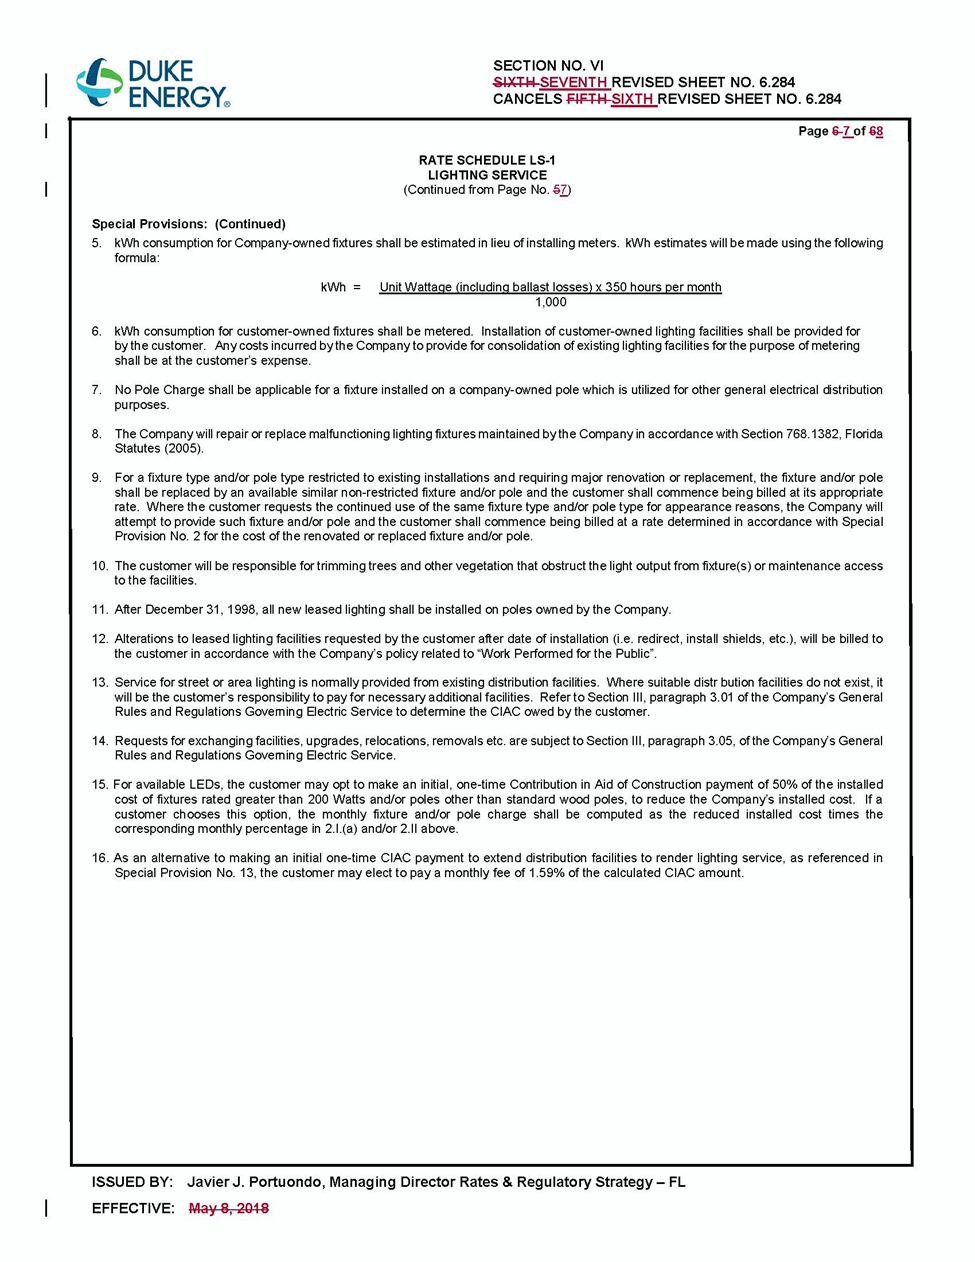 DUKE
ENERGY®
SECTION NO. VI
SIXTH SEVENTH REVISED SHEET NO. 6.284
CANCELS FIFTH SIXTH REVISED SHEET NO. 6.284
Page 6 7 of 68
RATE SCHEDULE LS-1
LIGHTING SERVICE
(Continued from Page No. 57)
Special Provisions: (Continued)
5. kWh consumption for Company-owned fixtures shall be estimated in lieu of installing meters. kWh estimates will be made using the following
formula:
kWh = Unit Wattage (including ballast losses) x 350 hours per month
1,000
6. kWh consumption for customer-owned fixtures shall be metered. Installation of customer-owned lighting facilities shall be provided for
by the customer. Any costs incurred by the Company to provide for consolidation of existing lighting facilities for the purpose of metering
shall be at the customer's expense.
7. No Pole Charge shall be applicable for a fixture installed on a company-owned pole which is utilized for other general electrical distribution
purposes.
8. The Company will repair or replace malfunctioning lighting fixtures maintained by the Company in accordance with Section 768.1382, Florida
Statutes (2005).
9. For a fixture type and/or pole type restricted to existing installations and requiring major renovation or replacement, the fixture and/or pole
shall be replaced by an available similar non-restricted fixture and/or pole and the customer shall commence being billed at its appropriate
rate. Where the customer requests the continued use of the same fixture type and/or pole type for appearance reasons, the Company will
attempt to provide such fixture and/or pole and the customer shall commence being billed at a rate determined in accordance with Special
Provision No. 2 for the cost of the renovated or replaced fixture and/or pole.
10. The customer will be responsible for trimming trees and other vegetation that obstruct the light output from fixture(s) or maintenance access
to the facilities.
11. After December 31, 1998, all new leased lighting shall be installed on poles owned by the Company.
12. Alterations to leased lighting facilities requested by the customer after date of installation (i.e. redirect, install shields, etc.), will be billed to
the customer in accordance with the Company's policy related to "Work Performed for the Public".
13. Service for street or area lighting is normally provided from existing distribution facilities. Where suitable distr bution facilities do not exist, it
will be the customer's responsibility to pay for necessary additional facilities. Refer to Section III, paragraph 3.01 of the Company's General
Rules and Regulations Governing Electric Service to determine the CIAC owed by the customer.
14. Requests for exchanging facilities, upgrades, relocations, removals etc. are subject to Section III, paragraph 3.05, of the Company's General
Rules and Regulations Governing Electric Service.
15. For available LEDs, the customer may opt to make an initial, one-time Contribution in Aid of Construction payment of 50% of the installed
cost of fixtures rated greater than 200 Watts and/or poles other than standard wood poles, to reduce the Company's installed cost. If a
customer chooses this option, the monthly fixture and/or pole charge shall be computed as the reduced installed cost times the
corresponding monthly percentage in 2.I.(a) and/or 2.II above.
16. As an alternative to making an initial one-time CIAC payment to extend distribution facilities to render lighting service, as referenced in
Special Provision No. 13, the customer may elect to pay a monthly fee of 1.59% of the calculated CIAC amount.
ISSUED BY: Javier J. Portuondo, Managing Director Rates & Regulatory Strategy – FL
EFFECTIVE: May 8, 2018